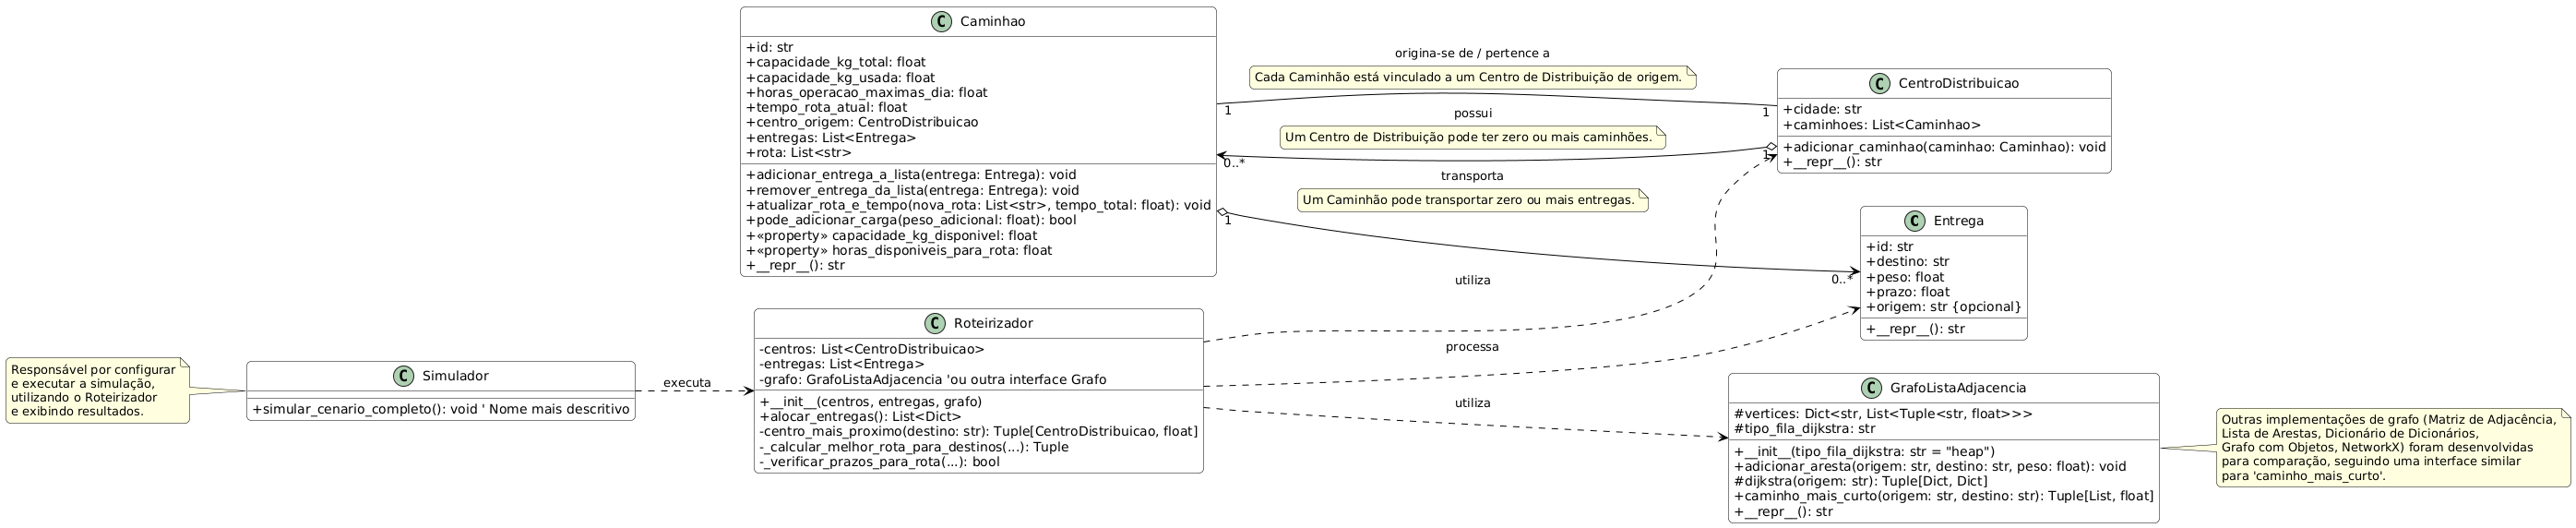 Responsável por configurar
e executar a simulação,
utilizando o Roteirizador
e exibindo resultados.
C Simulador
+simular_cenario_completo(): void ' Nome mais descritivo
executa
C Caminhao
+id: str
+capacidade_kg_total: float
+capacidade_kg_usada: float
+horas_operacao_maximas_dia: float
+tempo_rota_atual: float
+centro_origem: CentroDistribuicao
+entregas: List<Entrega>
+rota: List<str>
+adicionar_entrega_a_lista(entrega: Entrega): void
+remover_entrega_da_lista(entrega: Entrega): void
+atualizar_rota_e_tempo(nova_rota: List<str>, tempo_total: float): void
+pode_adicionar_carga(peso_adicional: float): bool
+«property» capacidade_kg_disponivel: float
+«property» horas_disponiveis_para_rota: float
+__repr__(): str
C Roteirizador
-centros: List<CentroDistribuicao>
-entregas: List<Entrega>
-grafo: GrafoListaAdjacencia 'ou outra interface Grafo
+__init__(centros, entregas, grafo)
+alocar_entregas(): List<Dict>
-centro_mais_proximo(destino: str): Tuple[CentroDistribuicao, float]
-_calcular_melhor_rota_para_destinos(...): Tuple
-_verificar_prazos_para_rota(...): bool
origina-se de / pertence a
Cada Caminhão está vinculado a um Centro de Distribuição de origem.
1
1
possui
Um Centro de Distribuição pode ter zero ou mais caminhões.
0..*
1
transporta
Um Caminhão pode transportar zero ou mais entregas.
1
0..*
utiliza
processa
utiliza
C CentroDistribuicao
+cidade: str
+caminhoes: List<Caminhao>
+adicionar_caminhao(caminhao: Caminhao): void
+__repr__(): str
C Entrega
+id: str
+destino: str
+peso: float
+prazo: float
+origem: str {opcional}
+__repr__(): str
C GrafoListaAdjacencia
#vertices: Dict<str, List<Tuple<str, float>>>
#tipo_fila_dijkstra: str
+__init__(tipo_fila_dijkstra: str = "heap")
+adicionar_aresta(origem: str, destino: str, peso: float): void
#dijkstra(origem: str): Tuple[Dict, Dict]
+caminho_mais_curto(origem: str, destino: str): Tuple[List, float]
+__repr__(): str
Outras implementações de grafo (Matriz de Adjacência,
Lista de Arestas, Dicionário de Dicionários,
Grafo com Objetos, NetworkX) foram desenvolvidas
para comparação, seguindo uma interface similar
para 'caminho_mais_curto'.